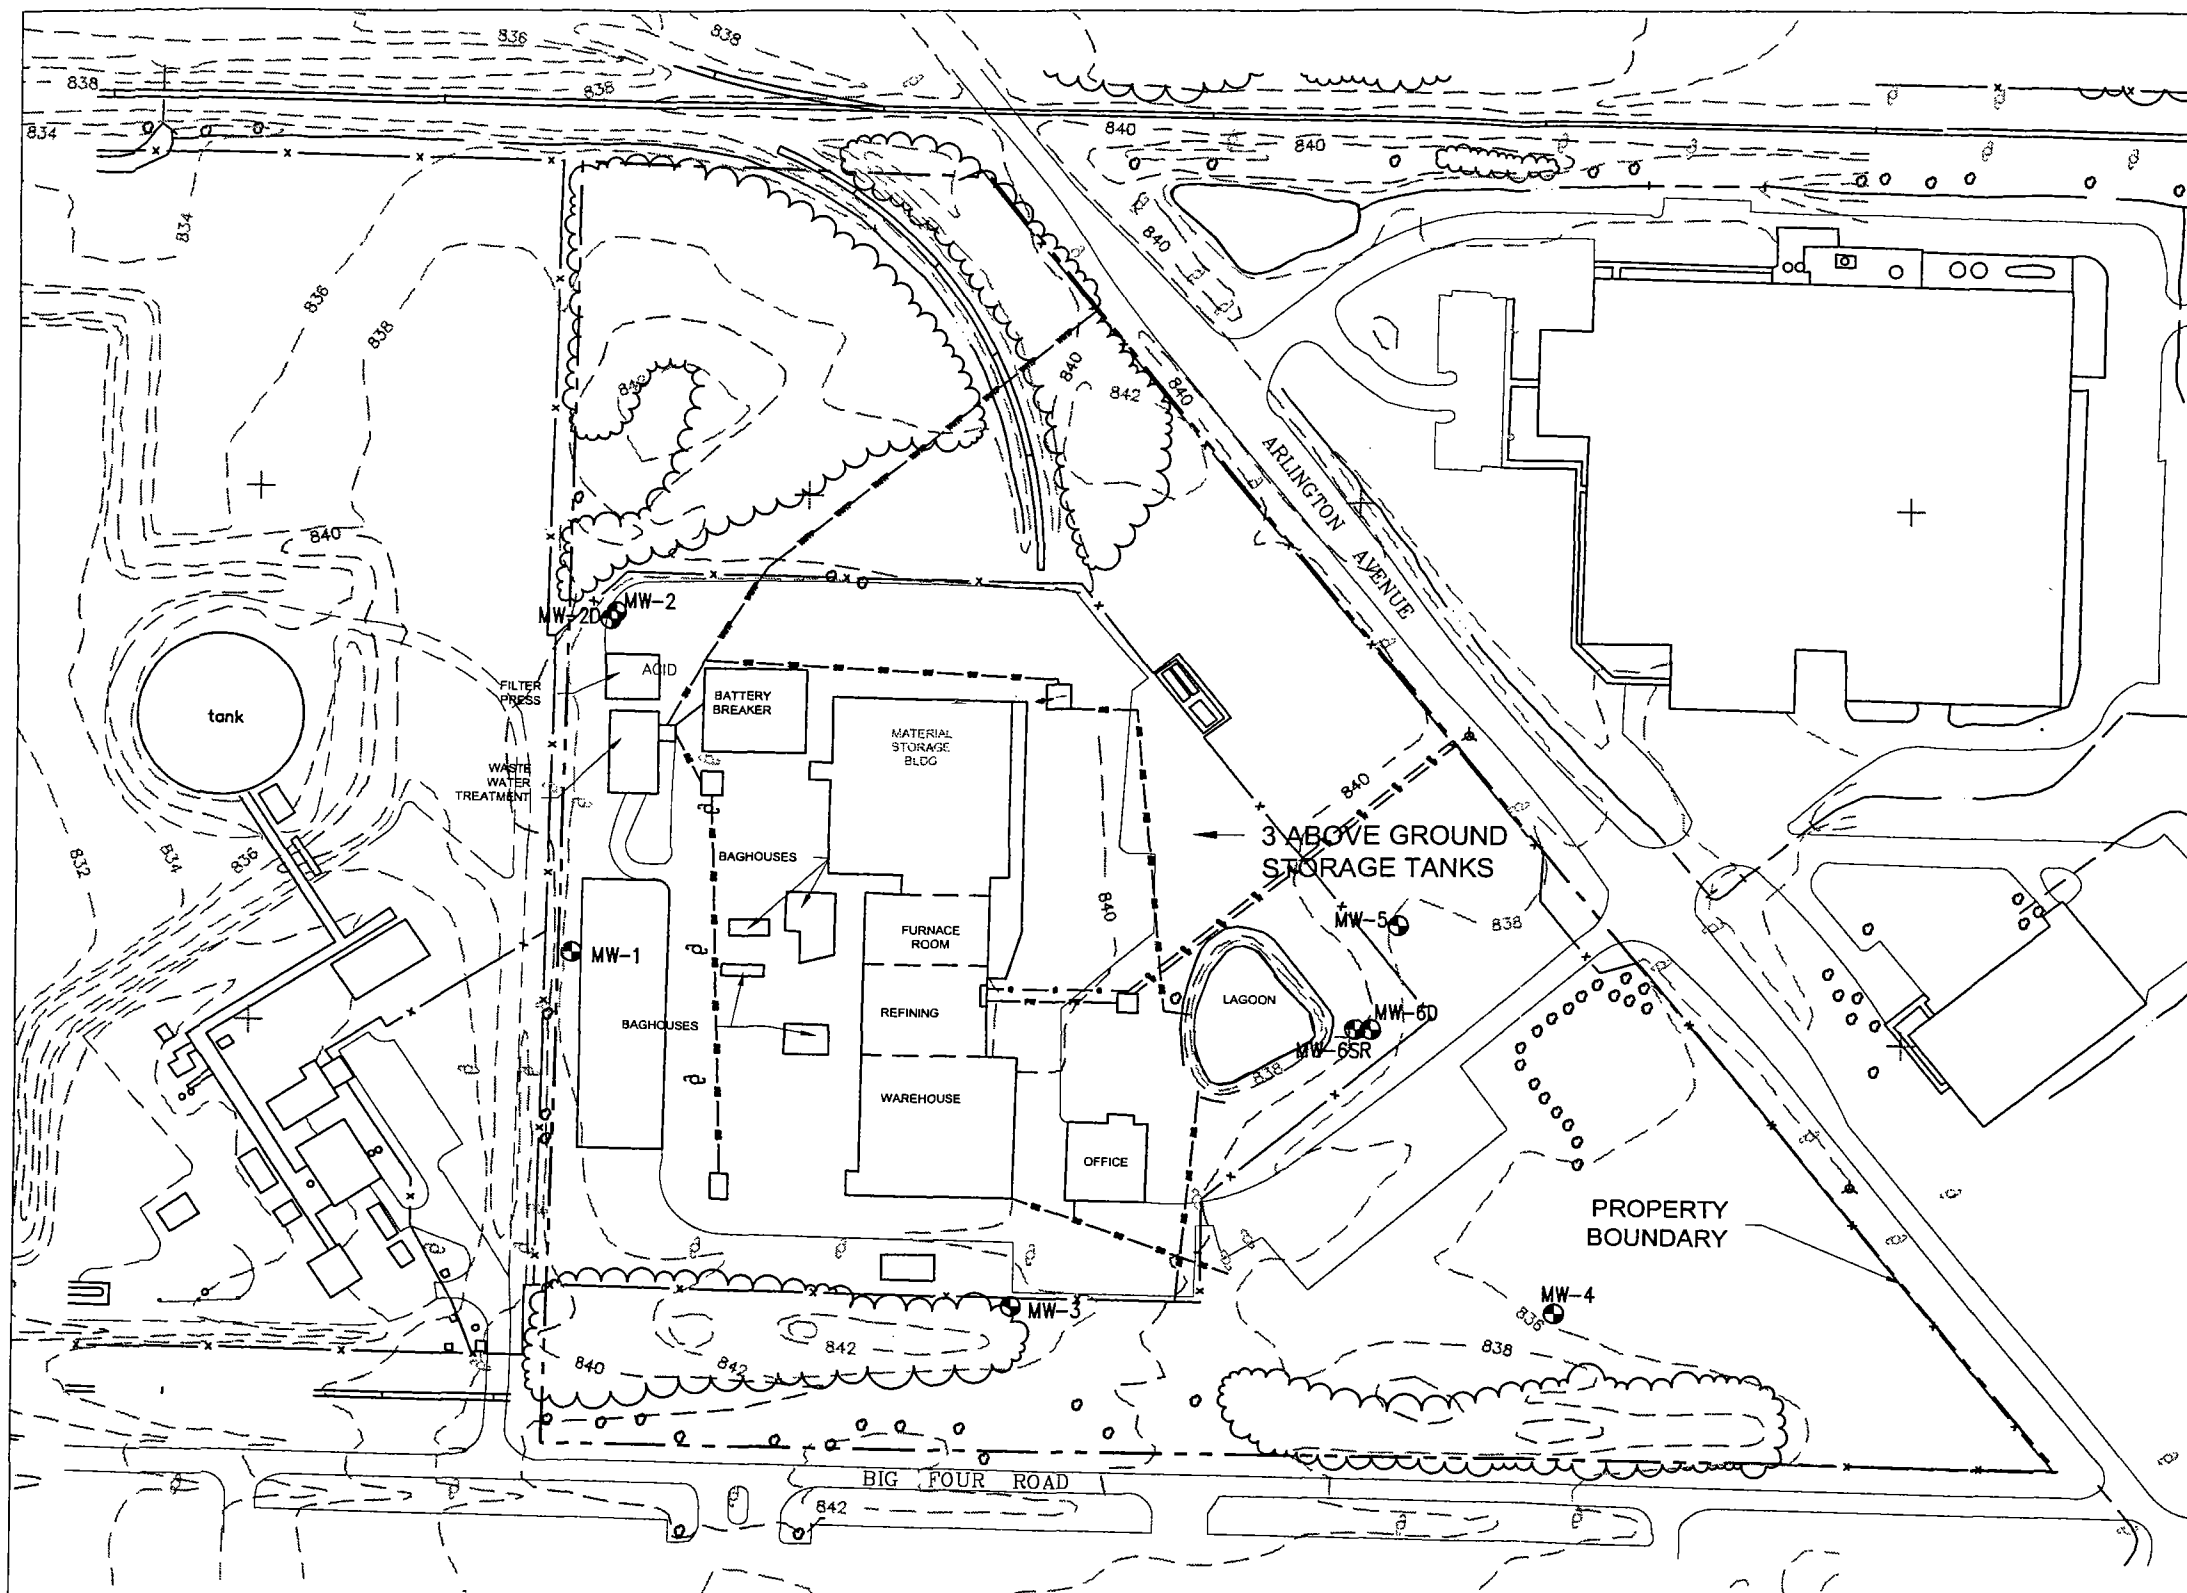 836
838
838
838
834
840
840
834
840
836
838
840
842
840
842
ARLINGTON AVENUE
840
MW-2
MW-2D
ACID
FILTER
PRESS
BATTERY
BREAKER
tank
MATERIAL
STORAGE
BLDG
WASTE
WATER
TREATMENT
840
3 ABOVE GROUND
STORAGE TANKS
832
834
836
BAGHOUSES
840
MW-5
838
FURNACE
ROOM
MW-1
LAGOON
REFINING
BAGHOUSES
MW-6D
MW-6SR
838
WAREHOUSE
OFFICE
PROPERTY
BOUNDARY
MW-3
MW-4
836
842
838
840
842
BIG FOUR ROAD
842